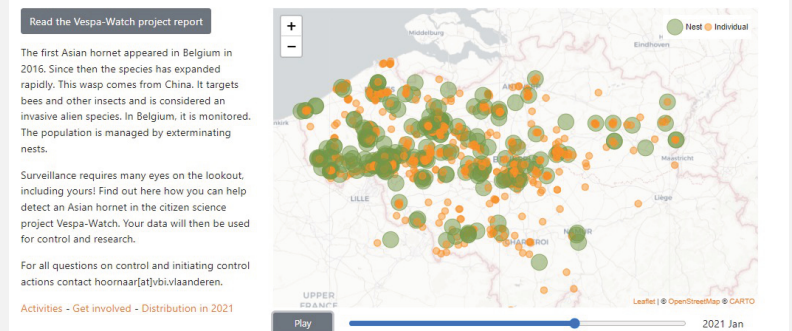 Read the Vespa-Watch project report
The first Asian hornet appeared in Belgium in
2016. Since then the species has expanded
rapidly. This wasp comes from China. It targets
bees and other insects and is considered an
invasive alien species. In Belgium, it is monitored.
The population is managed by exterminating
nests.
Surveillance requires many eyes on the lookout,
including yours! Find out here how you can help
detect an Asian hornet in the citizen science
project Vespa-Watch. Your data will then be used
for control and research.
For all questions on control and initiating control
actions contact hoornaar[at]vbi.vlaanderen.
Activities - Get involved - Distribution in 2021
+
−
Nest Individual
Middelburg
Eindhoven
Maastricht
LILLE
Liège
UPPER
FRANCE
Leaflet | © OpenStreetMap © CARTO
Play
2021 Jan